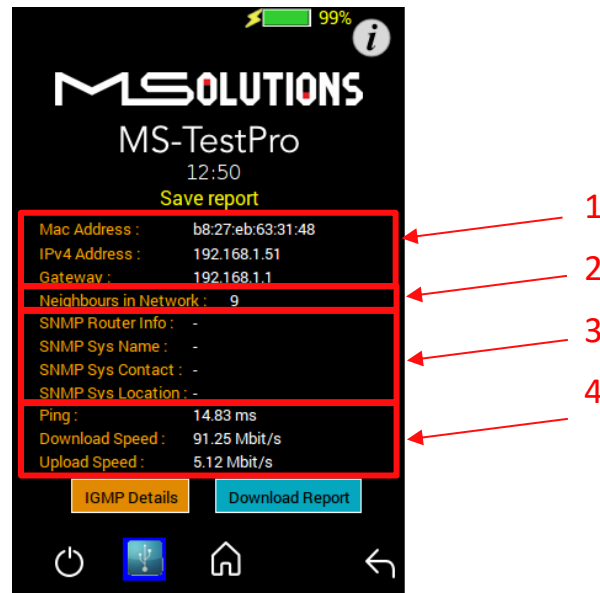 99%
i
MSOLUTIONS
MS-TestPro
12:50
Save report
Mac Address : b8:27:eb:63:31:48
IPv4 Address : 192.168.1.51
Gateway : 192.168.1.1
Neighbours in Network : 9
SNMP Router Info : -
SNMP Sys Name : -
SNMP Sys Contact : -
SNMP Sys Location : -
Ping : 14.83 ms
Download Speed : 91.25 Mbit/s
Upload Speed : 5.12 Mbit/s
IGMP Details Download Report
1
2
3
4